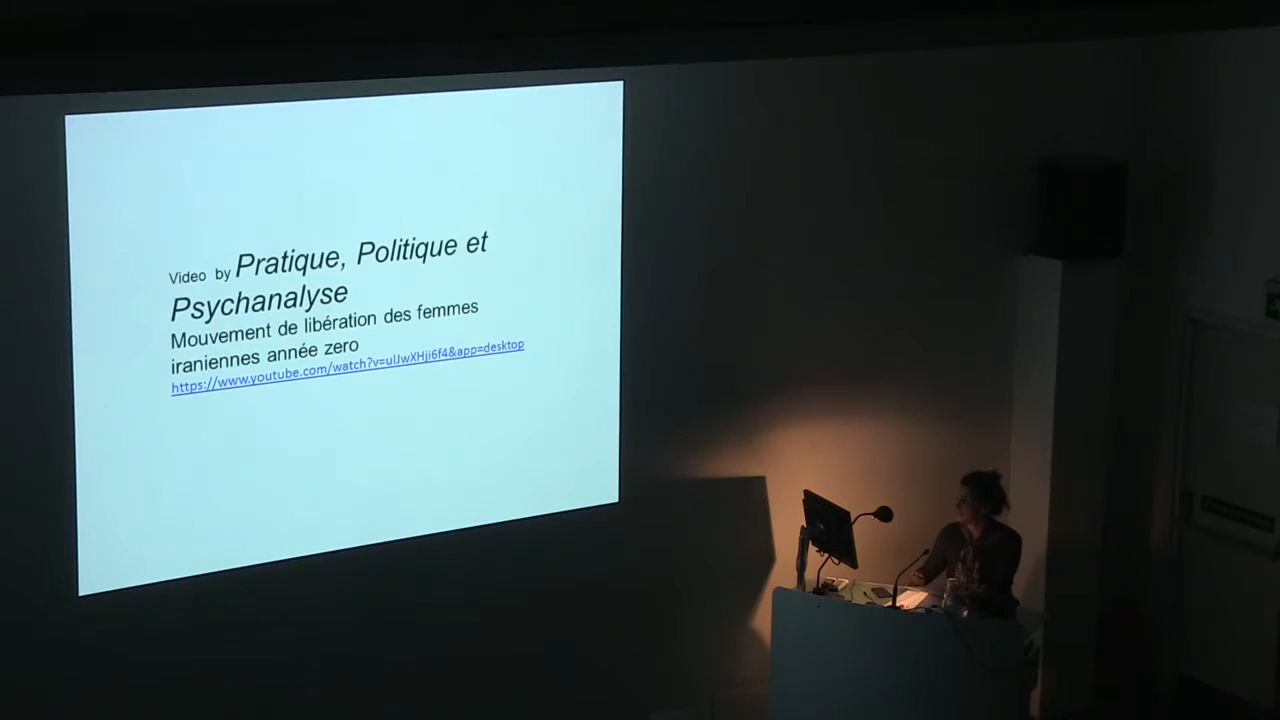 Video by Pratique, Politique et
Psychanalyse
Mouvement de libération des femmes
iraniennes année zero
https://www.youtube.com/watch?v=ulJwXHji6f4&app=desktop